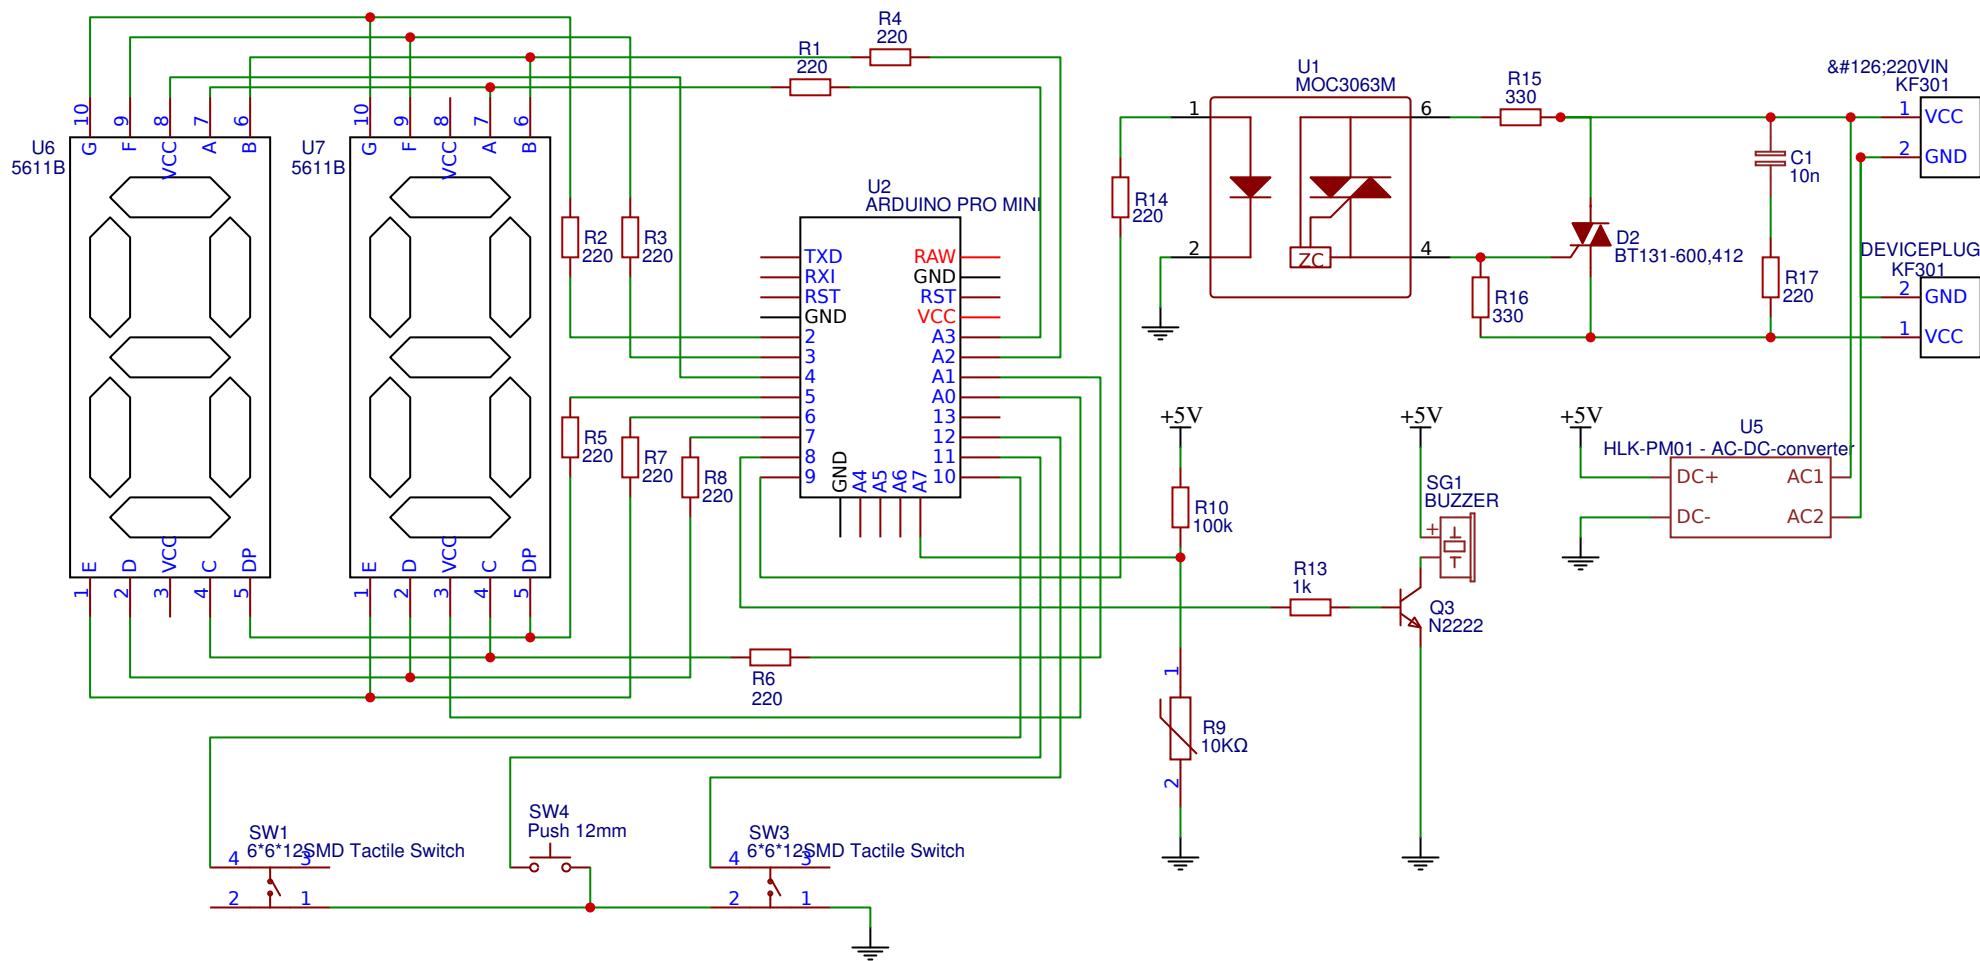 U6
5611B
10
9
8
7
6
G
F
VCC
A
B
E
D
VCC
C
DP
1
2
3
4
5
U7
5611B
10
9
8
7
6
G
F
VCC
A
B
E
D
VCC
C
DP
1
2
3
4
5
R4
220
R1
220
R2
220
R3
220
R5
220
R7
220
R8
220
R6
220
U2
ARDUINO PRO MINI
TXD
RXI
RST
GND
2
3
4
5
6
7
8
9
RAW
GND
RST
VCC
A3
A2
A1
A0
13
12
11
10
GND
A4
A5
A6
A7
R14
220
U1
MOC3063M
1
2
6
4
ZC
R15
330
R16
330
D2
BT131-600,412
C1
10n
R17
220
&#126;220VIN
KF301
1 VCC
2 GND
DEVICEPLUG
KF301
2 GND
1 VCC
+5V
R10
100k
1
R9
10KΩ
2
R13
1k
+5V
SG1
BUZZER
+
Q3
N2222
+5V
U5
HLK-PM01 - AC-DC-converter
DC+
DC-
AC1
AC2
SW1
6*6*12SMD Tactile Switch
4
3
2
1
SW4
Push 12mm
SW3
6*6*12SMD Tactile Switch
4
3
2
1